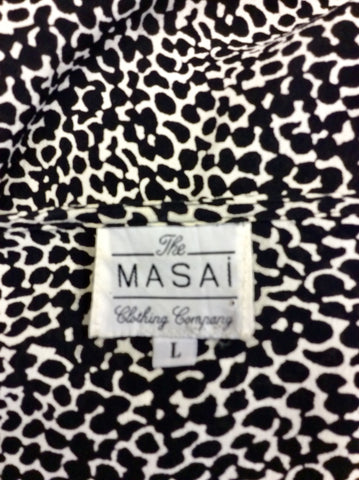 The
MASAi
Clothing Company
L